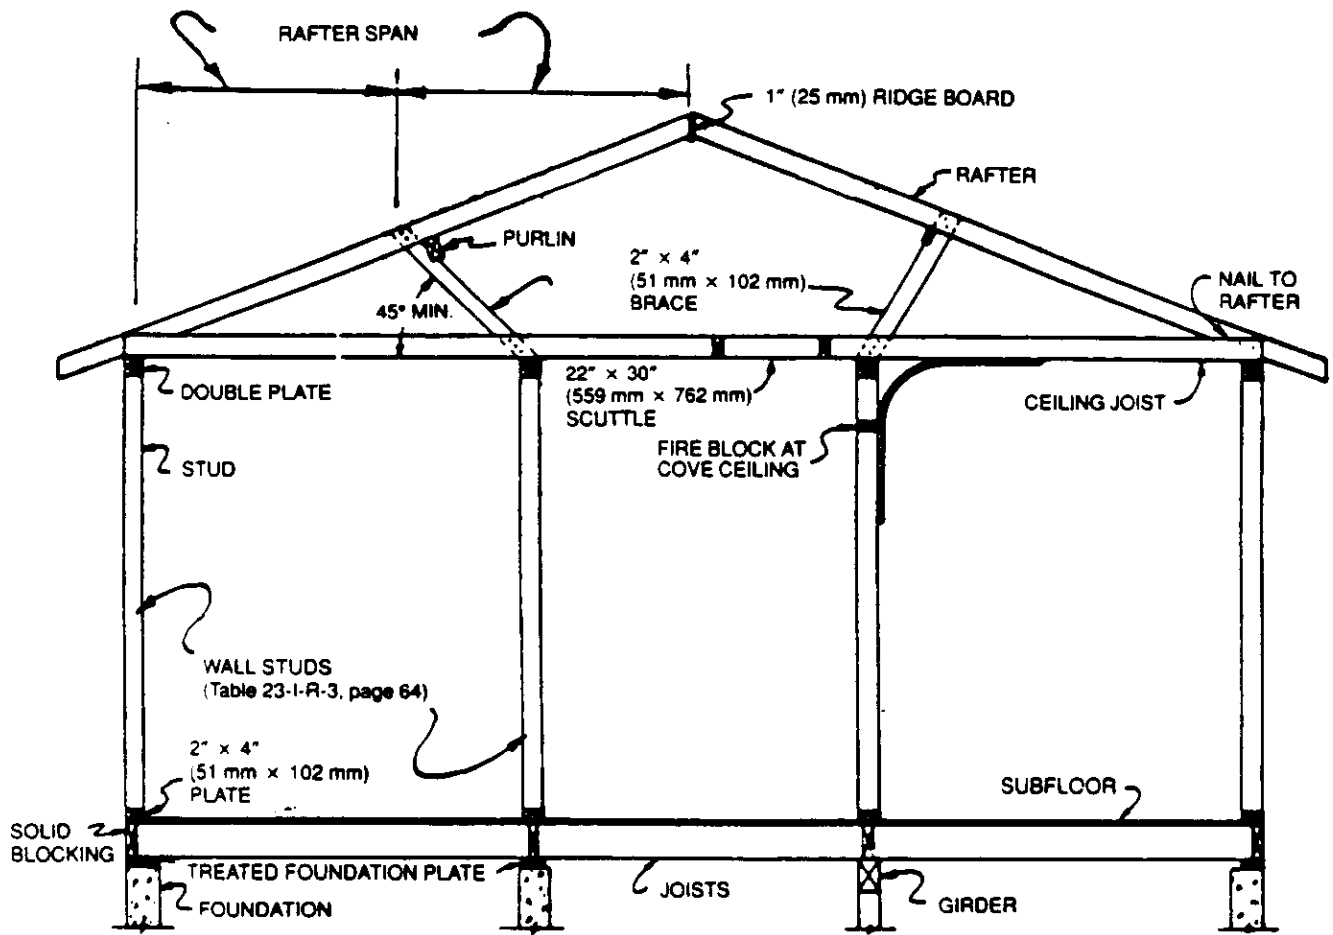 RAFTER SPAN
1" (25 mm) RIDGE BOARD
RAFTER
PURLIN
2" × 4"
(51 mm × 102 mm)
BRACE
NAIL TO
RAFTER
45° MIN.
DOUBLE PLATE
22" × 30"
(559 mm × 762 mm)
SCUTTLE
CEILING JOIST
FIRE BLOCK AT
COVE CEILING
STUD
WALL STUDS
(Table 23-I-R-3, page 64)
2" × 4"
(51 mm × 102 mm)
PLATE
SUBFLOOR
SOLID
BLOCKING
TREATED FOUNDATION PLATE
JOISTS
FOUNDATION
GIRDER